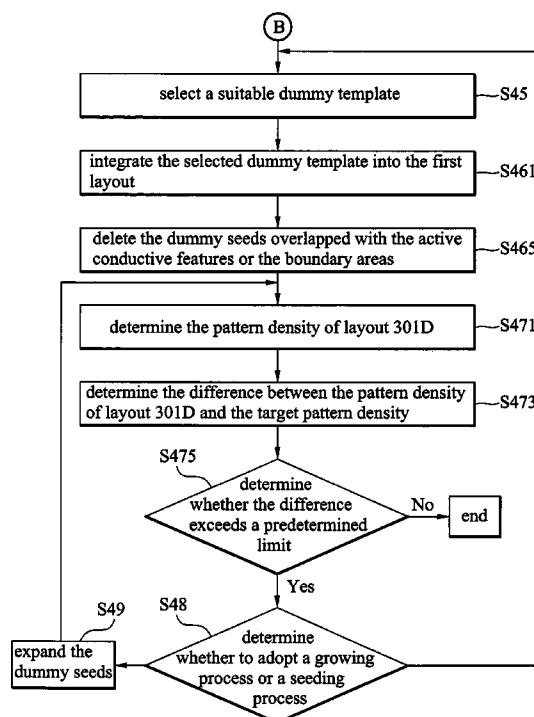 B
select a suitable dummy template
S45
integrate the selected dummy template into the first
layout
S461
delete the dummy seeds overlapped with the active
conductive features or the boundary areas
S465
determine the pattern density of layout 301D
S471
determine the difference between the pattern density
of layout 301D and the target pattern density
S473
S475
determine
whether the difference
exceeds a predetermined
limit
No
end
Yes
S49
expand the
dummy seeds
S48
determine
whether to adopt a growing
process or a seeding
process